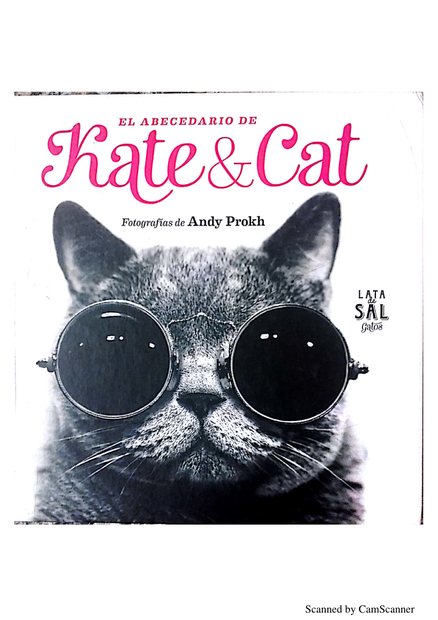 EL ABECEDARIO DE
Kate & Cat
Fotografías de Andy Prokh
LATA
de
SAL
gatos
Scanned by CamScanner